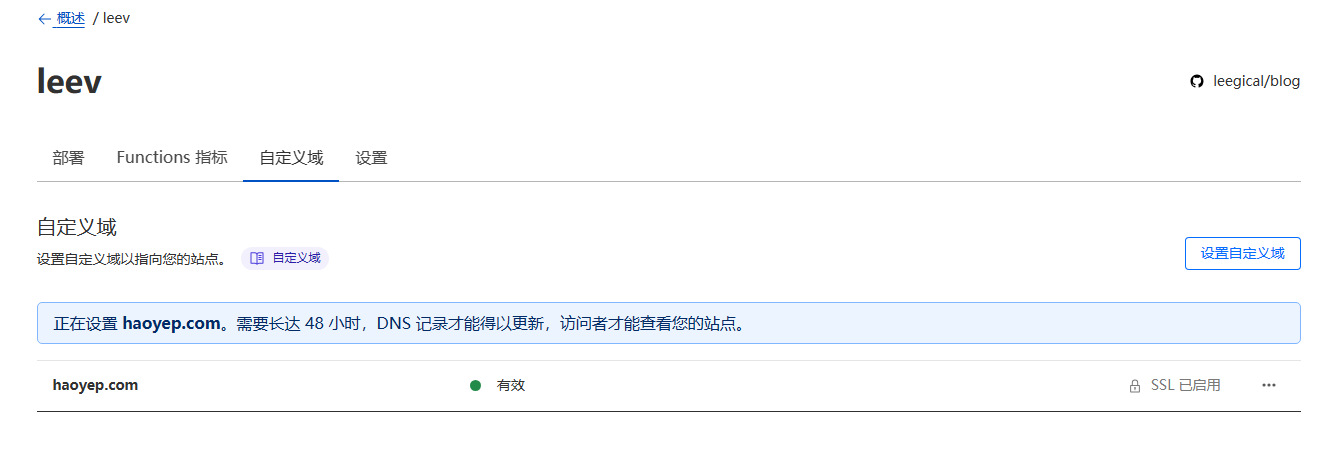 概述 / leev
leev
leegical/blog
部署 Functions 指标 自定义域 设置
自定义域
设置自定义域以指向您的站点。 自定义域
设置自定义域
正在设置 haoyep.com。需要长达 48 小时，DNS 记录才能得以更新，访问者才能查看您的站点。
haoyep.com 有效 SSL 已启用